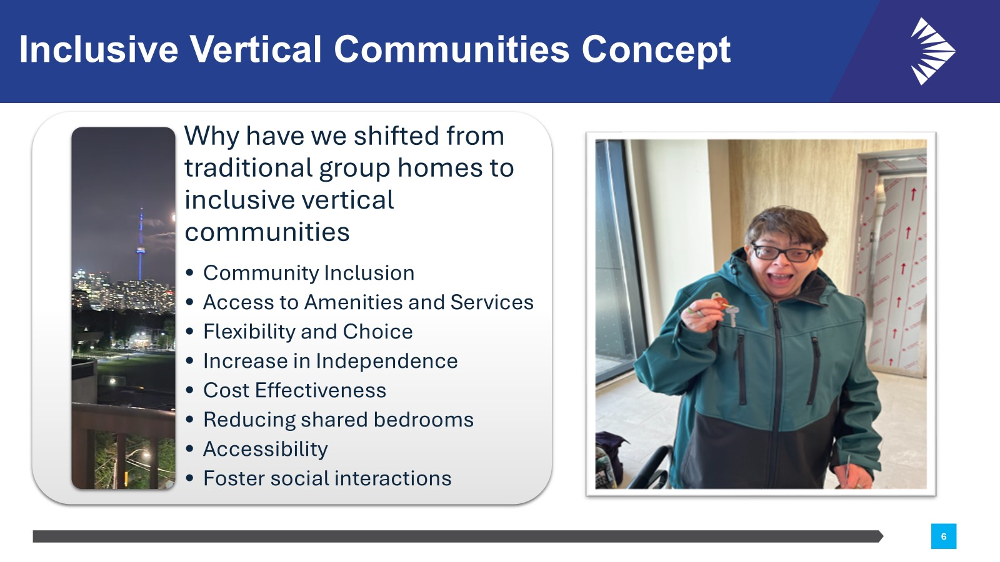 Inclusive Vertical Communities Concept
Why have we shifted from
traditional group homes to
inclusive vertical
communities
• Community Inclusion
• Access to Amenities and Services
• Flexibility and Choice
• Increase in Independence
• Cost Effectiveness
• Reducing shared bedrooms
• Accessibility
• Foster social interactions
6